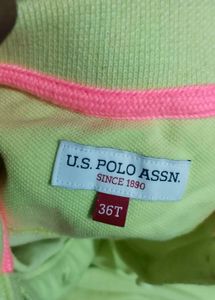 U.S. POLO ASSN.
SINCE 1890
36T